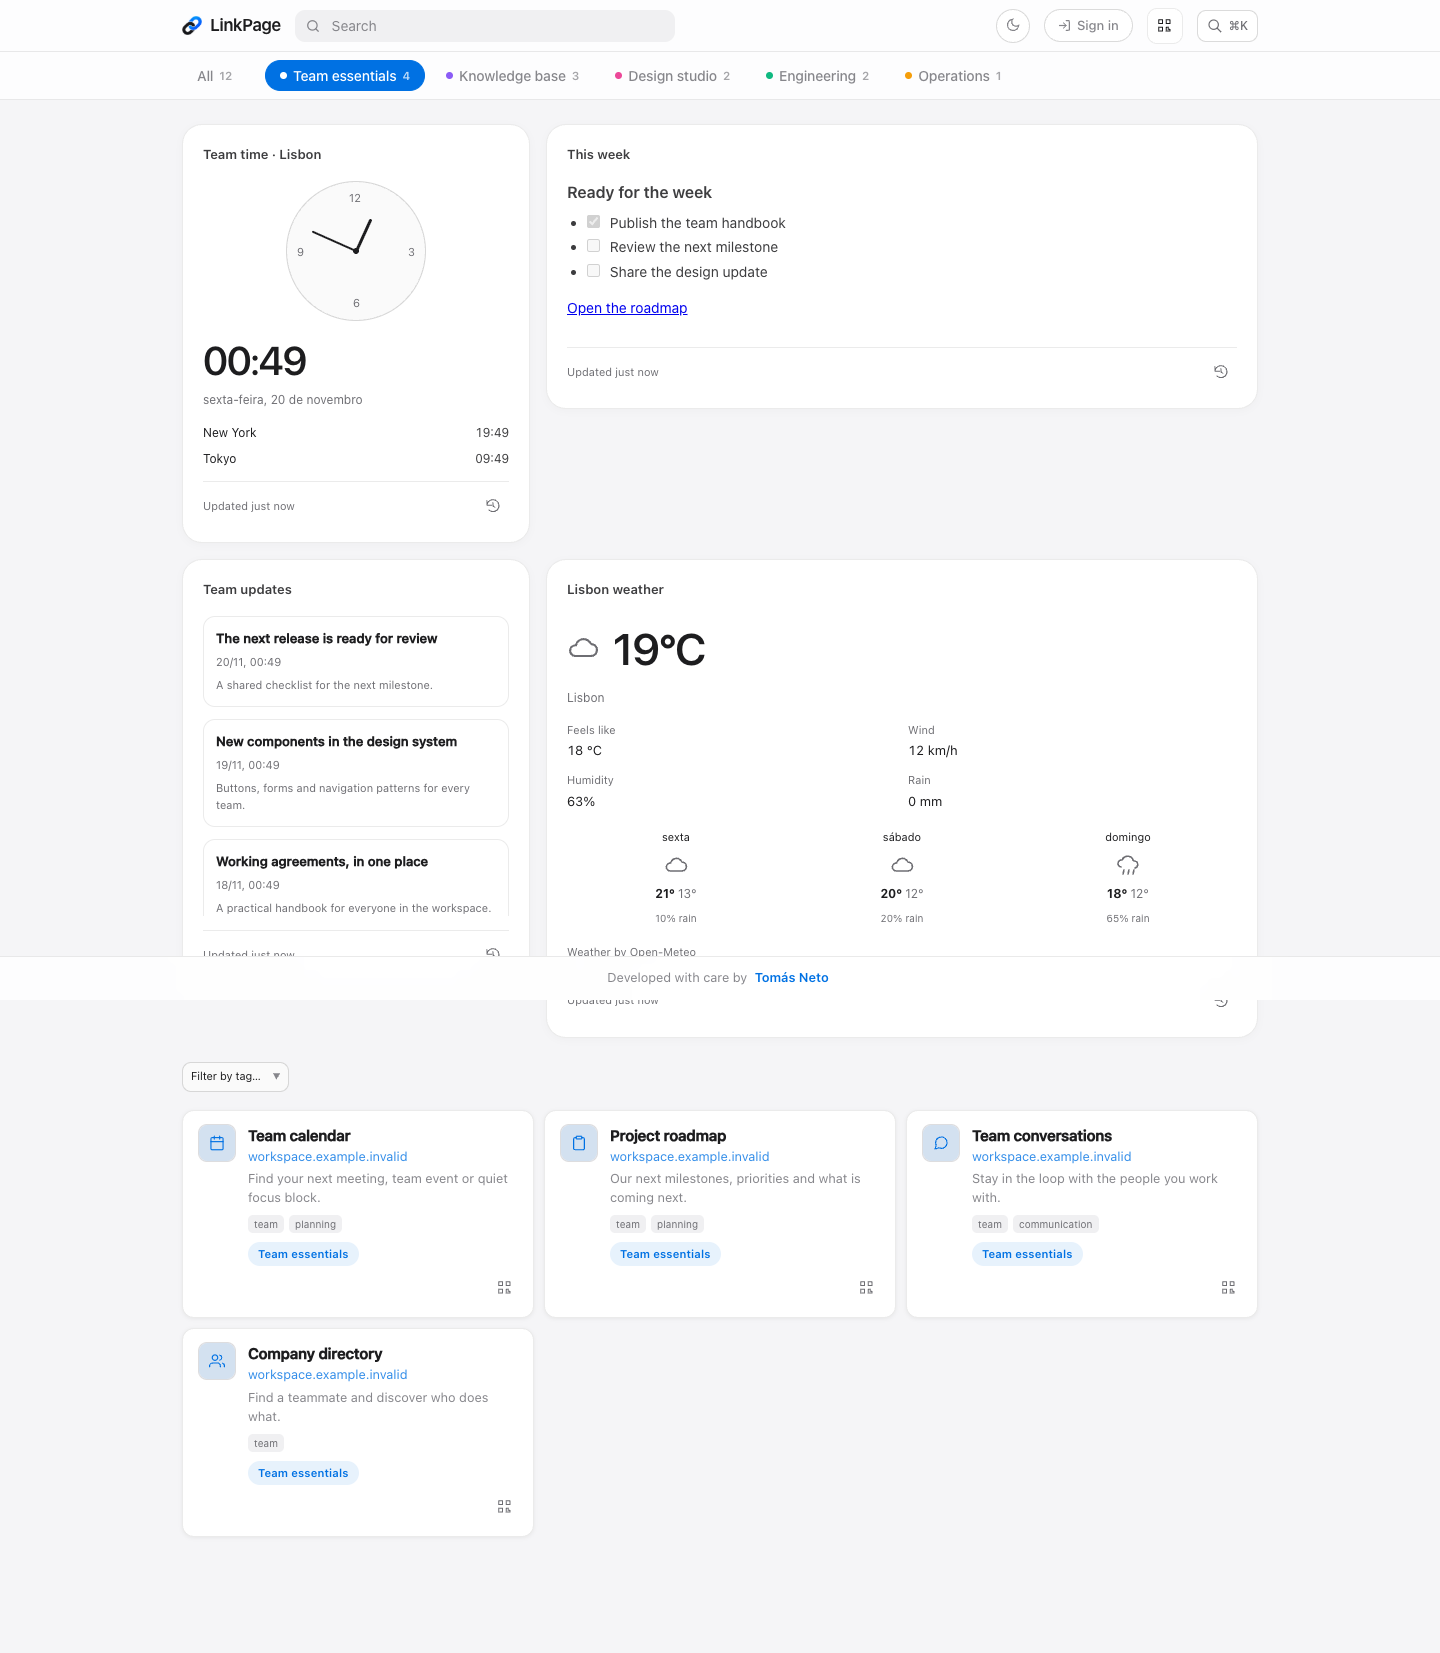 LinkPage
Search
Sign in
⌘K
All 12
Team essentials 4
Knowledge base 3
Design studio 2
Engineering 2
Operations 1
Team time · Lisbon
12
9
3
6
00:49
sexta-feira, 20 de novembro
New York 19:49
Tokyo 09:49
Updated just now
This week
Ready for the week
Publish the team handbook
Review the next milestone
Share the design update
Open the roadmap
Updated just now
Team updates
The next release is ready for review
20/11, 00:49
A shared checklist for the next milestone.
New components in the design system
19/11, 00:49
Buttons, forms and navigation patterns for every
team.
Working agreements, in one place
18/11, 00:49
A practical handbook for everyone in the workspace.
Updated just now
Lisbon weather
19°C
Lisbon
Feels like
18 °C
Wind
12 km/h
Humidity
63%
Rain
0 mm
sexta
21° 13°
10% rain
sábado
20° 12°
20% rain
domingo
18° 12°
65% rain
Weather by Open-Meteo
Developed with care by Tomás Neto
Updated just now
Filter by tag...
Team calendar
workspace.example.invalid
Find your next meeting, team event or quiet
focus block.
team planning
Team essentials
Project roadmap
workspace.example.invalid
Our next milestones, priorities and what is
coming next.
team planning
Team essentials
Team conversations
workspace.example.invalid
Stay in the loop with the people you work
with.
team communication
Team essentials
Company directory
workspace.example.invalid
Find a teammate and discover who does
what.
team
Team essentials